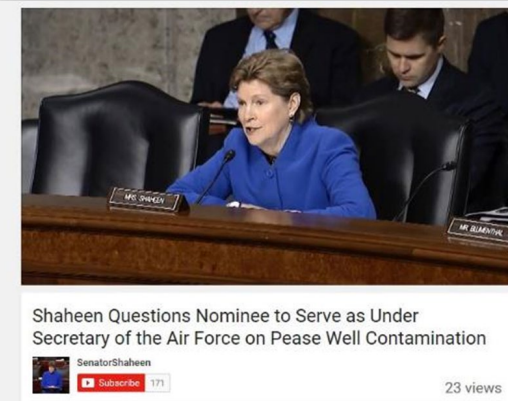 MRS. SHAHEEN
MR. BLUMENTHAL
Shaheen Questions Nominee to Serve as Under
Secretary of the Air Force on Pease Well Contamination
SenatorShaheen
Subscribe 171
23 views